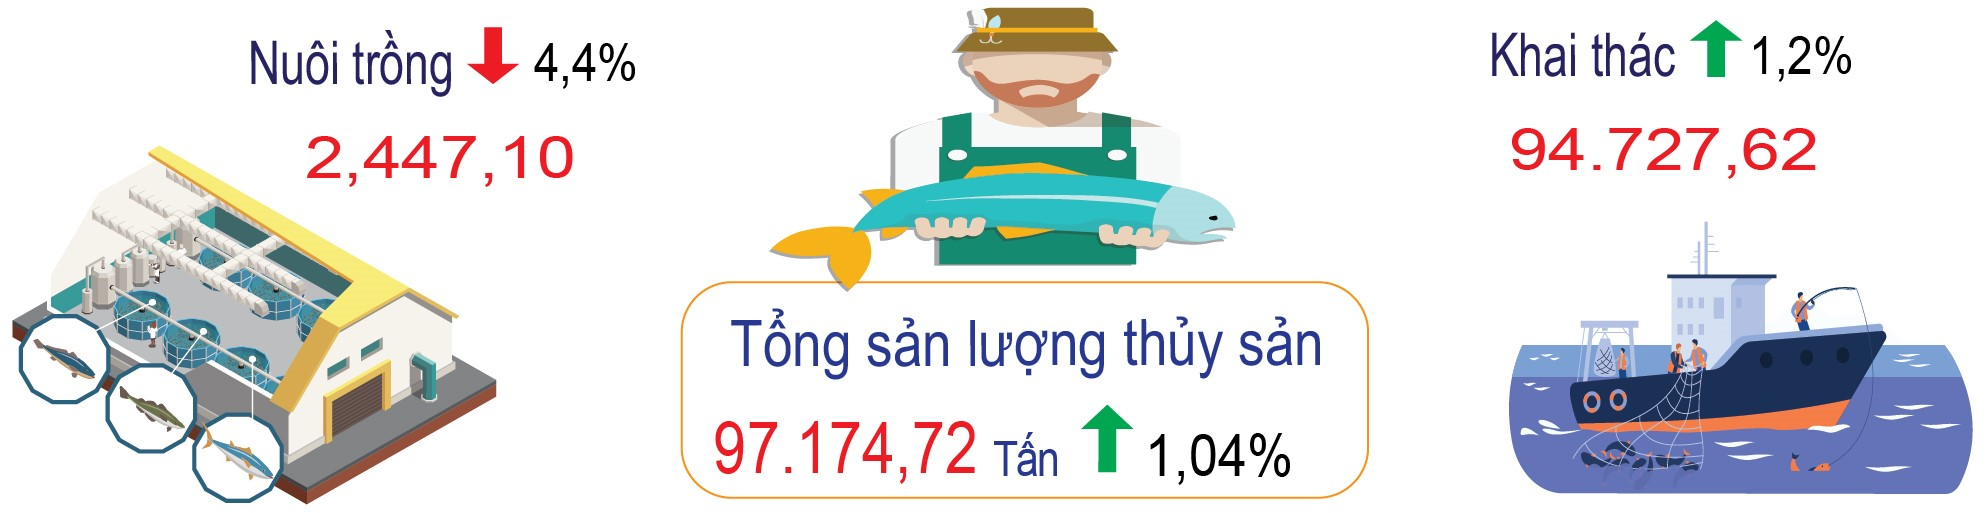 Nuôi trồng 4,4%
2,447,10
Khai thác 1,2%
94.727,62
Tổng sản lượng thủy sản
97.174,72 Tấn 1,04%